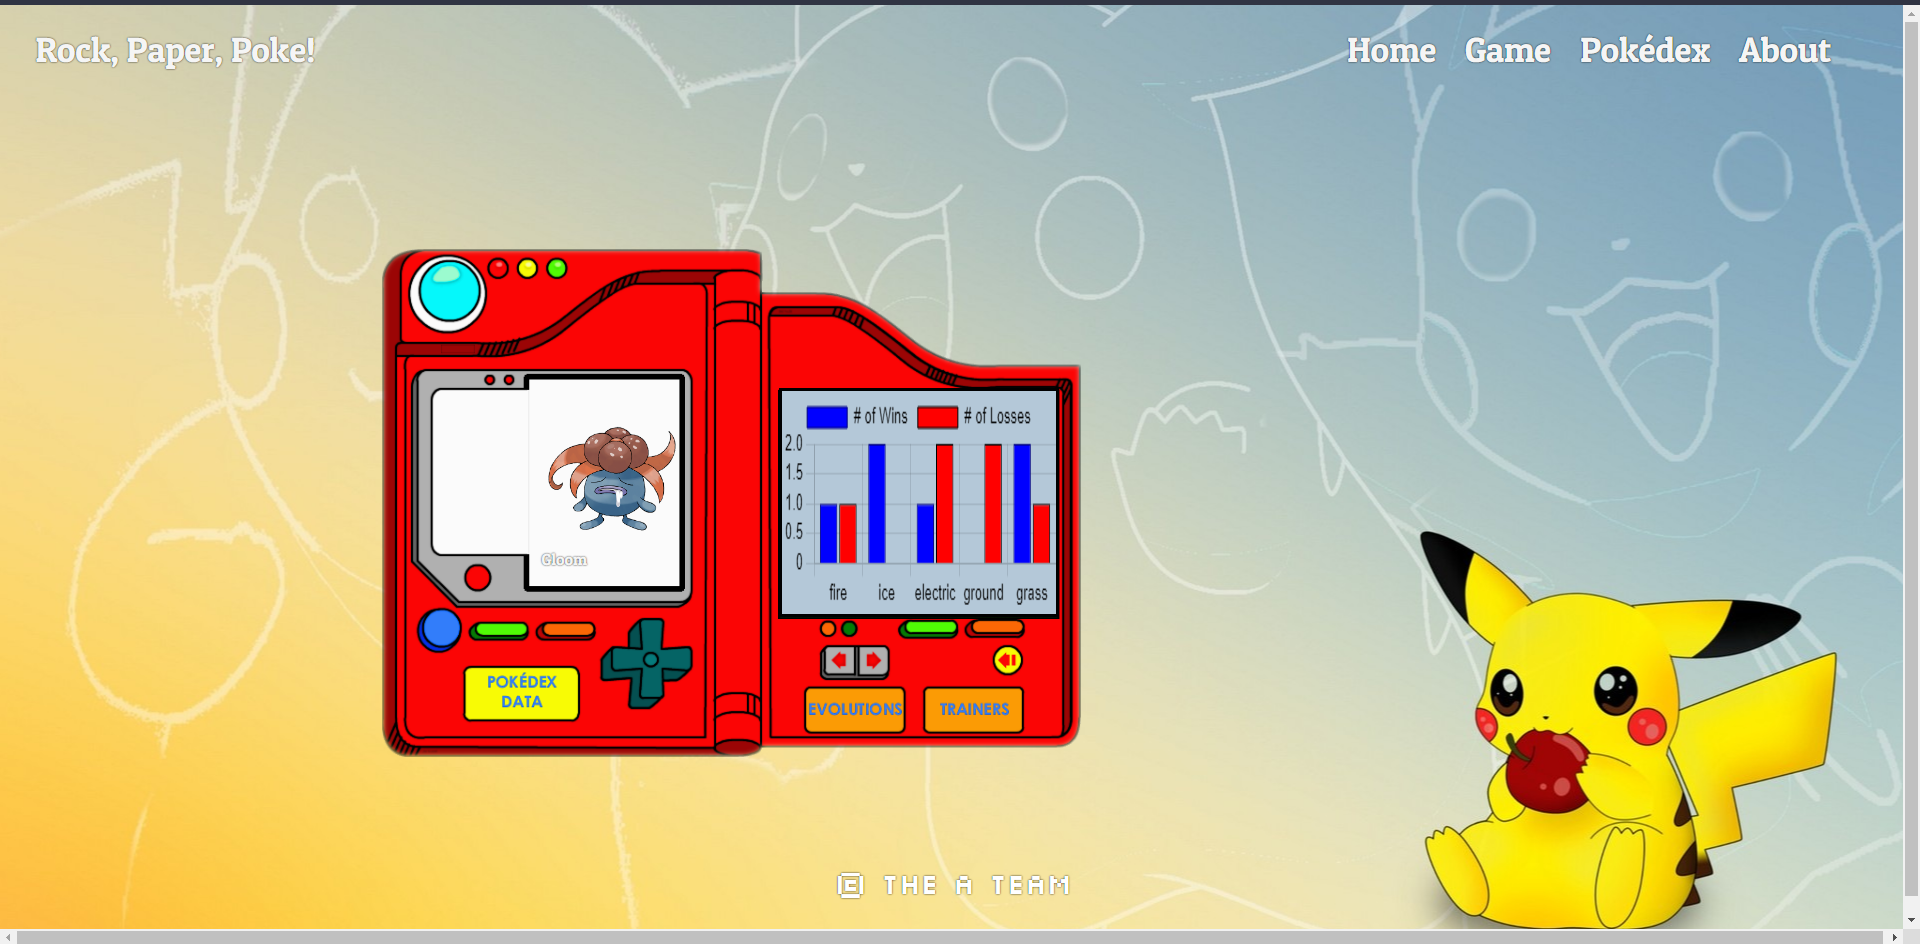 Rock, Paper, Poke!
Home Game Pokédex About
# of Wins # of Losses
2.0
1.5
1.0
0.5
0
fire ice electric ground grass
Gloom
POKÉDEX
DATA
EVOLUTIONS TRAINERS
© THE A TEAM